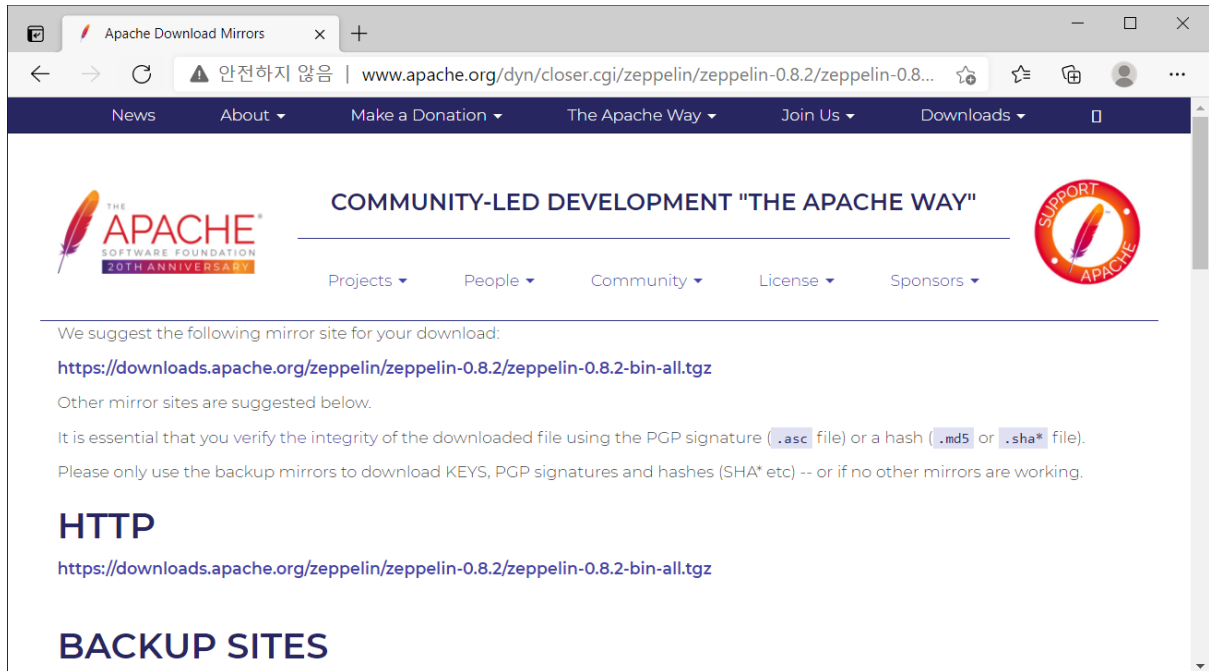 Apache Download Mirrors
안전하지 않음 | www.apache.org/dyn/closer.cgi/zeppelin/zeppelin-0.8.2/zeppelin-0.8...
News About Make a Donation The Apache Way Join Us Downloads
THE
APACHE®
SOFTWARE FOUNDATION
20TH ANNIVERSARY
COMMUNITY-LED DEVELOPMENT "THE APACHE WAY"
SUPPORT
APACHE
Projects People Community License Sponsors
We suggest the following mirror site for your download:
https://downloads.apache.org/zeppelin/zeppelin-0.8.2/zeppelin-0.8.2-bin-all.tgz
Other mirror sites are suggested below.
It is essential that you verify the integrity of the downloaded file using the PGP signature ( .asc file) or a hash ( .md5 or .sha* file).
Please only use the backup mirrors to download KEYS, PGP signatures and hashes (SHA* etc) -- or if no other mirrors are working.
HTTP
https://downloads.apache.org/zeppelin/zeppelin-0.8.2/zeppelin-0.8.2-bin-all.tgz
BACKUP SITES